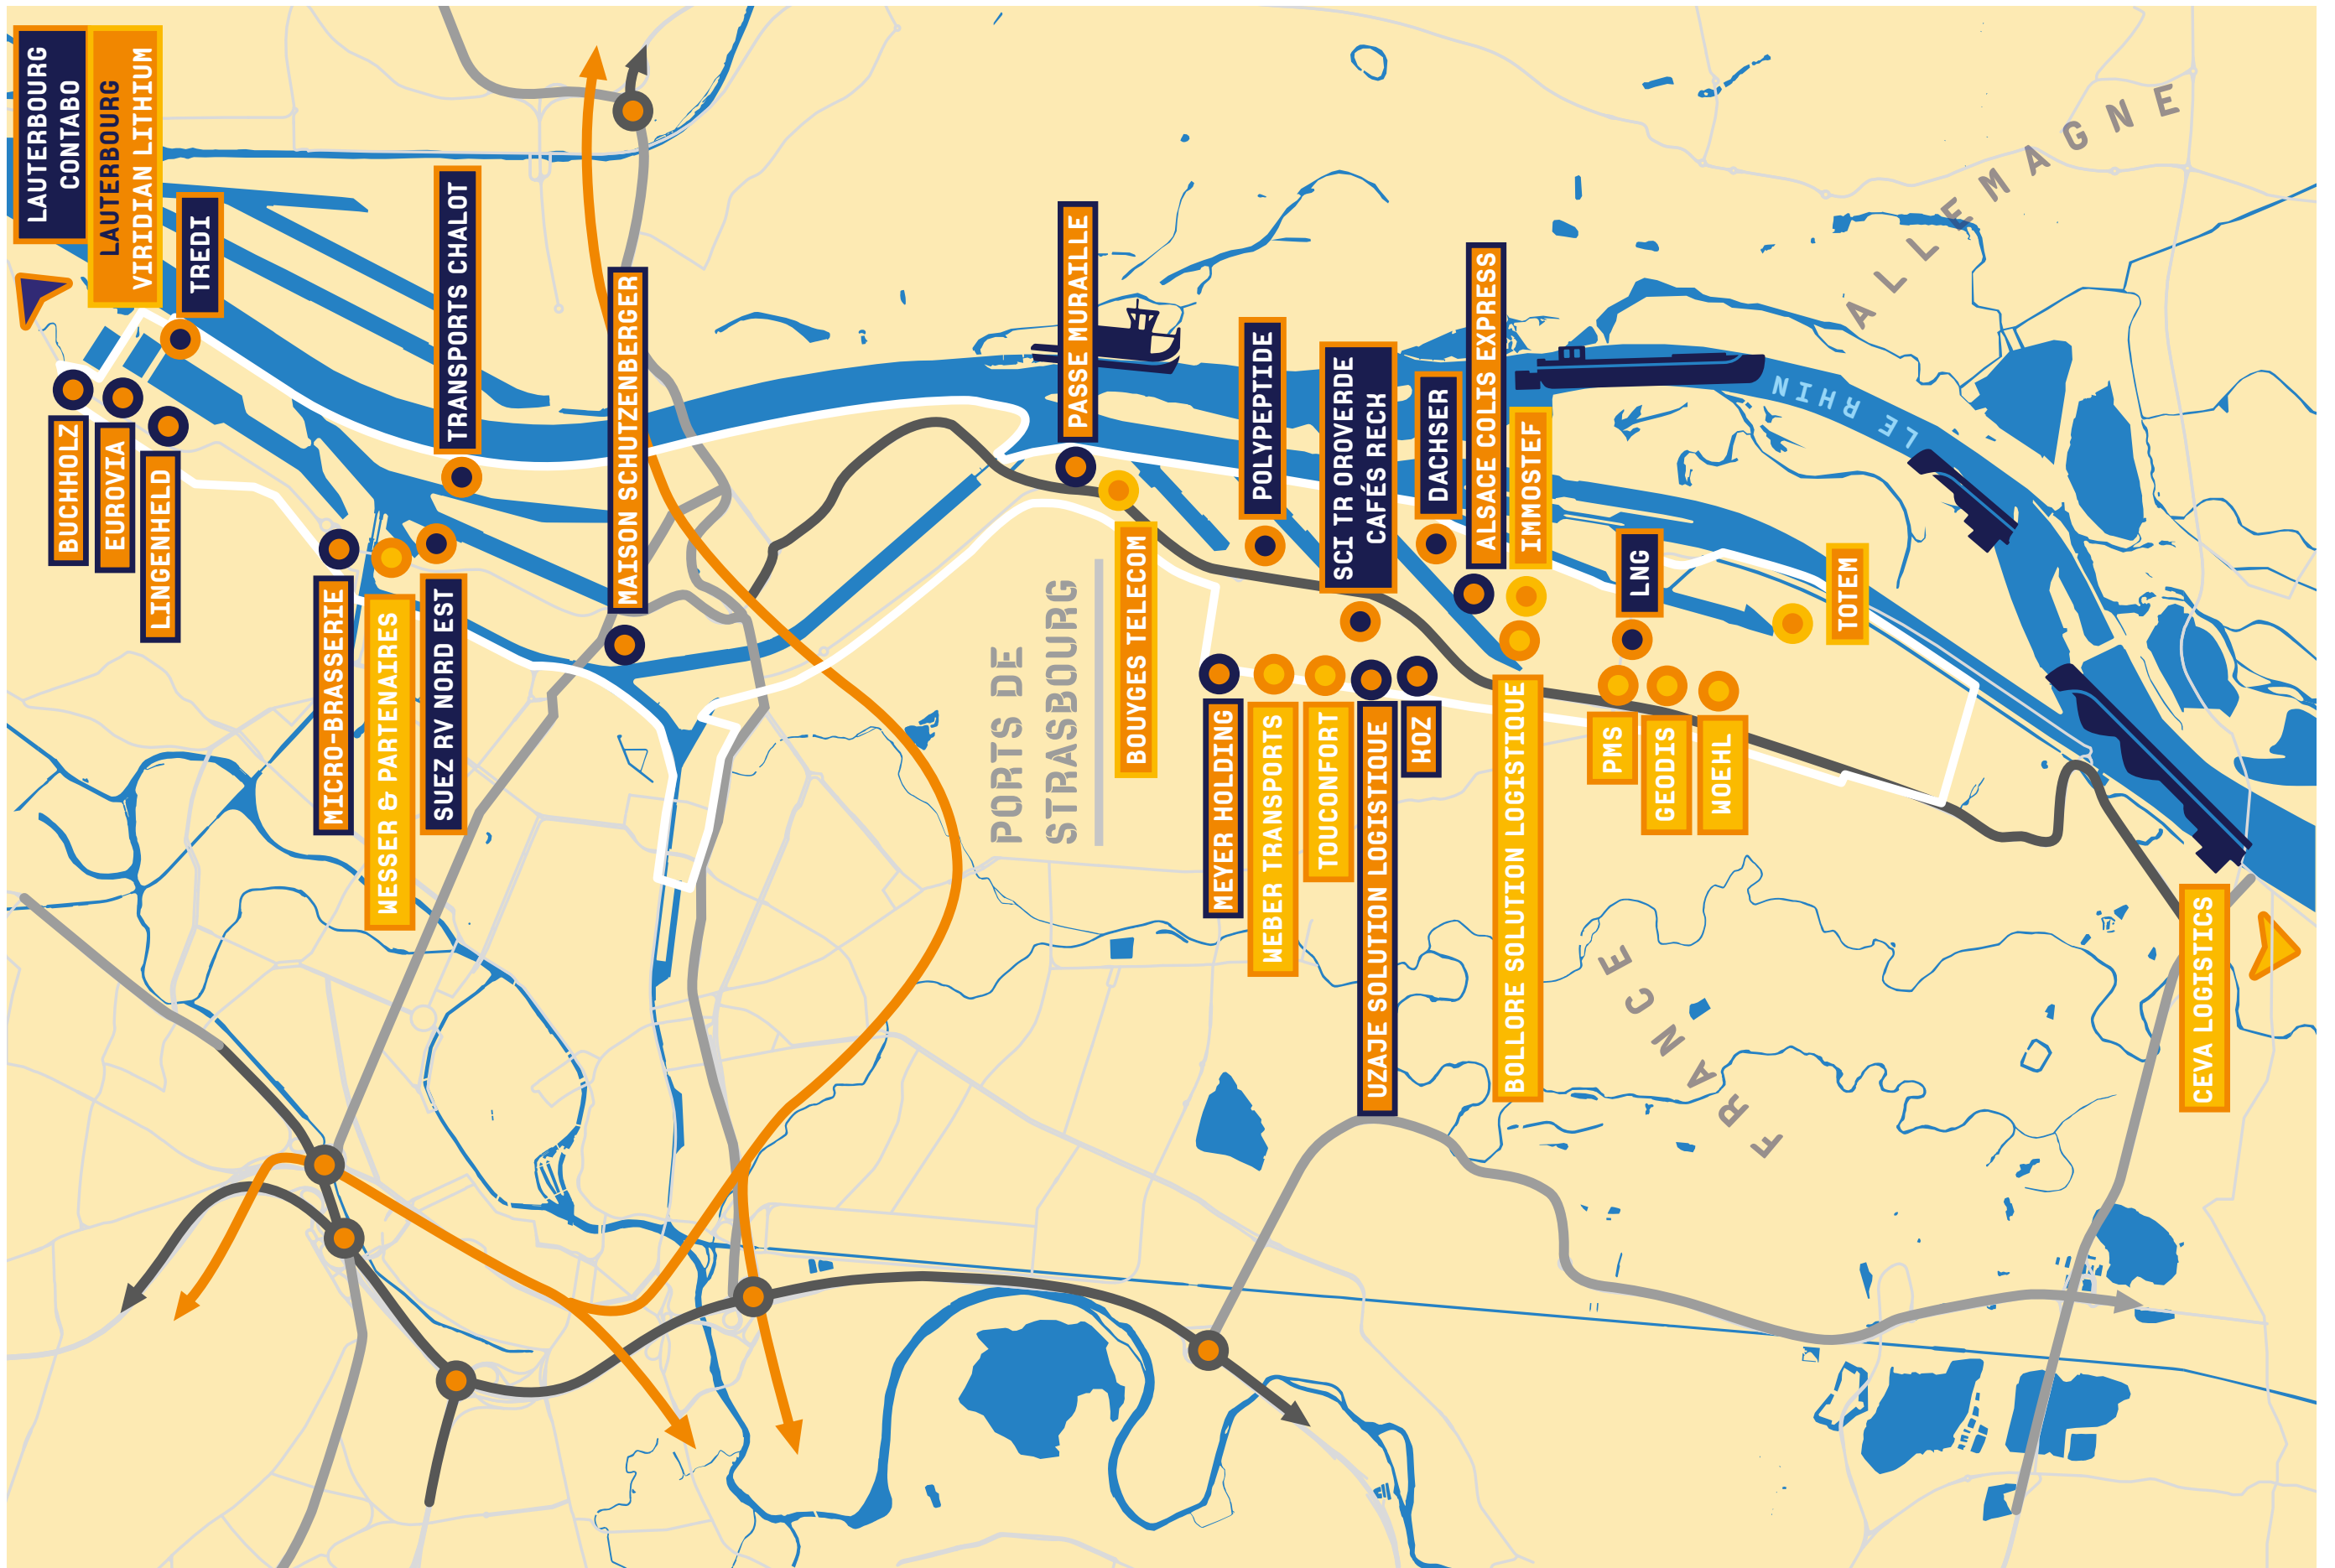 LAUTERBOURG
CONTABO
LAUTERBOURG
VIRIDIAN LITHIUM
TREDI
BUCHHOLZ
EUROVIA
LINGENHELD
TRANSPORTS CHALOT
MICRO-BRASSERIE
WESSER & PARTENAIRES
SUEZ RV NORD EST
MAISON SCHUTZENBERGER
PORTS DE
STRASBOURG
PASSE MURAILLE
BOUYGES TELECOM
POLYPEPTIDE
SCI TR OROVERDE
CAFÉS RECK
DACHSER
ALSACE COLIS EXPRESS
IMMOSTEF
MEYER HOLDING
WEBER TRANSPORTS
TOUCONFORT
UZAJE SOLUTION LOGISTIQUE
KOZ
BOLLORE SOLUTION LOGISTIQUE
LNG
PMS
GEODIS
WOEHL
TOTEM
CEVA LOGISTICS
LE RHIN
ALLEMAGNE
FRANCE